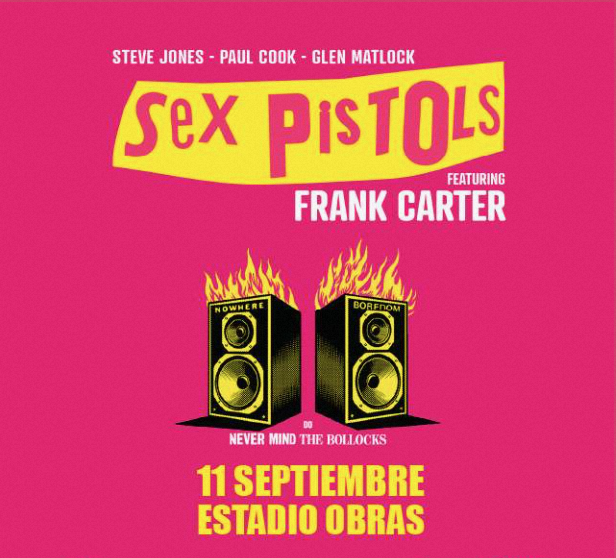 STEVE JONES - PAUL COOK - GLEN MATLOCK
SEX PiSTOLS
FEATURING
FRANK CARTER
NOWHERE
BOREDOM
DO
NEVER MIND THE BOLLOCKS
11 SEPTIEMBRE
ESTADIO OBRAS